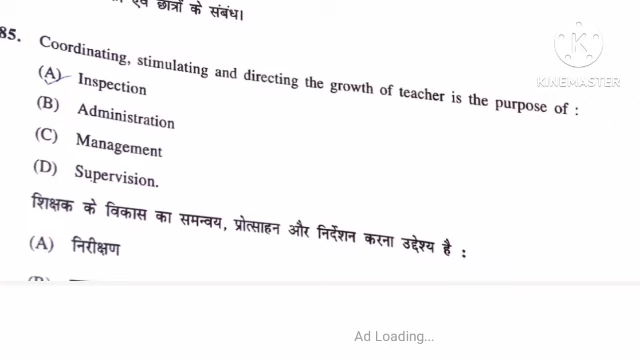 एवं छात्रों के संबंध।
85. Coordinating, stimulating and directing the growth of teacher is the purpose of :
(A) Inspection
(B) Administration
(C) Management
(D) Supervision.
शिक्षक के विकास का समन्वय, प्रोत्साहन और निर्देशन करना उद्देश्य है :
(A) निरीक्षण
KINEMASTER
Ad Loading...